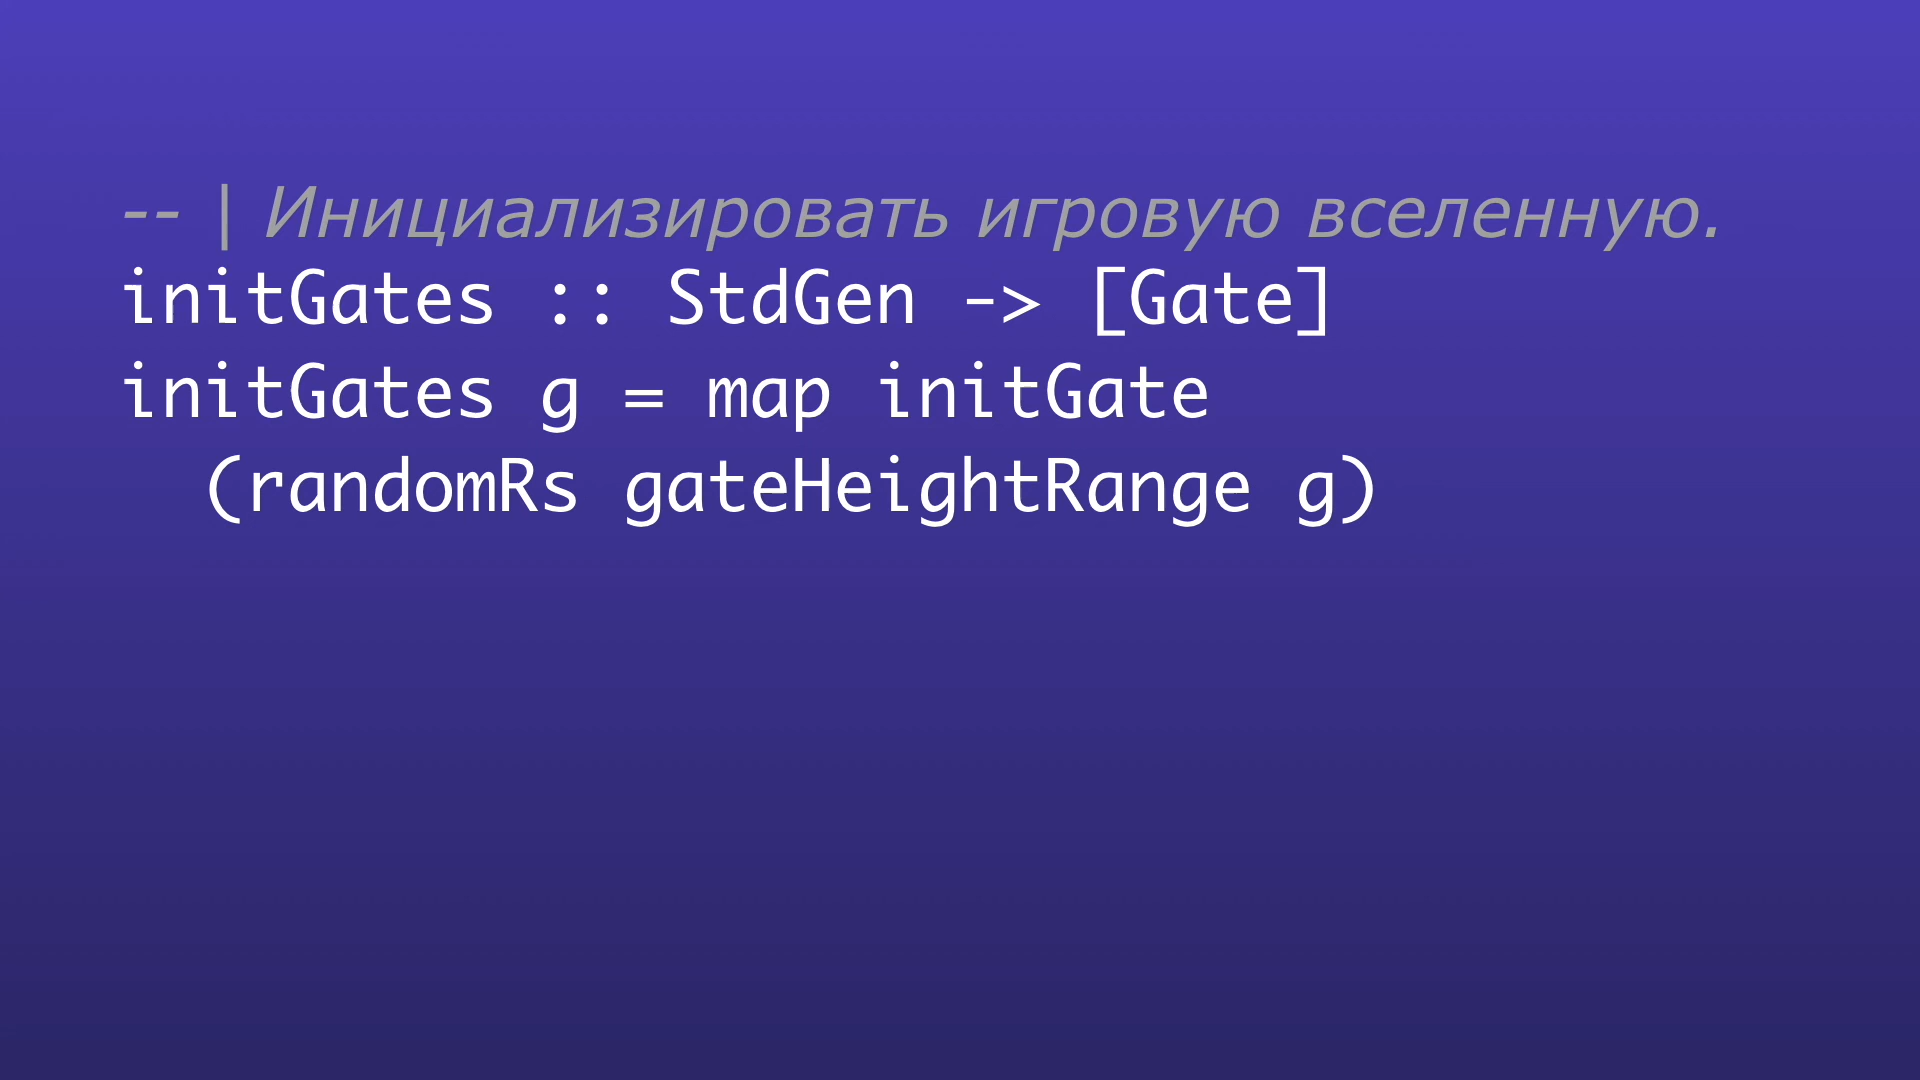 -- | Инициализировать игровую вселенную.
initGates :: StdGen -> [Gate]
initGates g = map initGate
  (randomRs gateHeightRange g)